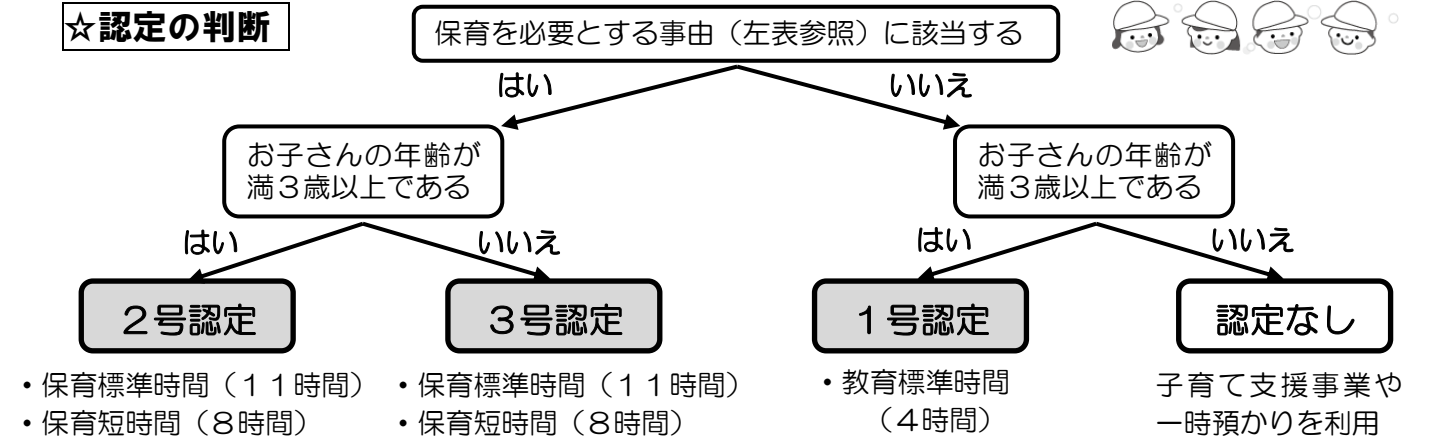 ☆認定の判断
保育を必要とする事由（左表参照）に該当する
はい
いいえ
お子さんの年齢が
満３歳以上である
お子さんの年齢が
満３歳以上である
はい
いいえ
はい
いいえ
２号認定
３号認定
１号認定
認定なし
・保育標準時間（１１時間）
・保育短時間（８時間）
・保育標準時間（１１時間）
・保育短時間（８時間）
・教育標準時間
（４時間）
子育て支援事業や
一時預かりを利用